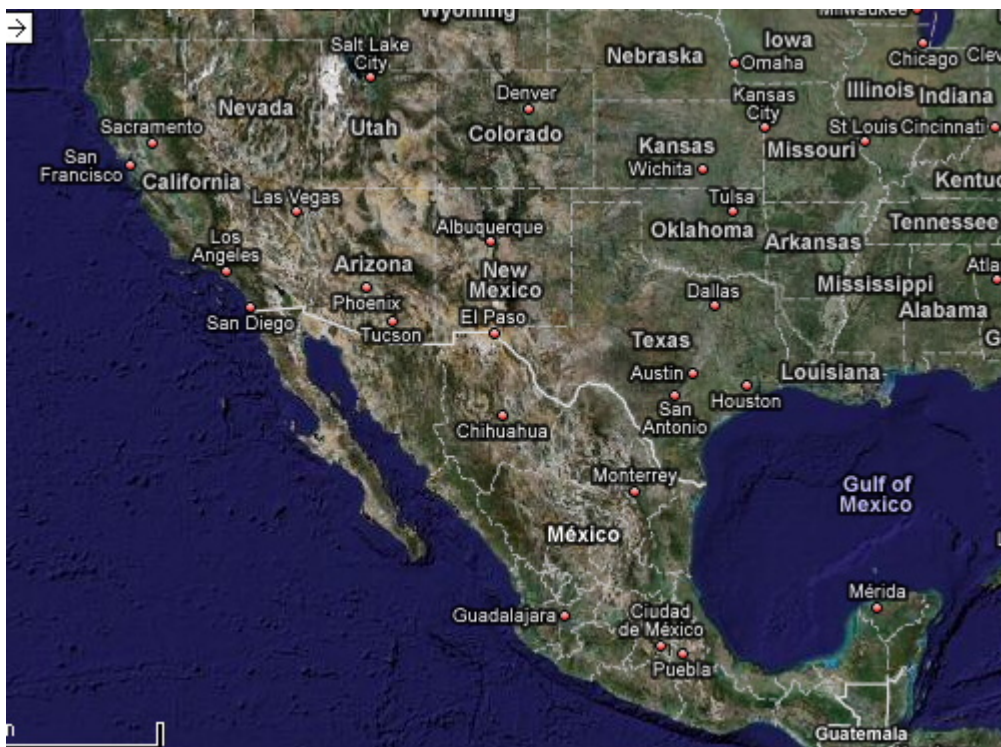 →
Wyoming
Milwaukee
Salt Lake
City
Nebraska
Iowa
Omaha
Chicago
Denver
Nevada
Utah
Colorado
Kansas
City
Illinois
Indiana
Sacramento
San
Francisco
California
Kansas
Wichita
Missouri
St Louis
Cincinnati
Las Vegas
Tulsa
Oklahoma
Arkansas
Tennessee
Albuquerque
Los
Angeles
Arizona
New
Mexico
Phoenix
Dallas
Mississippi
Alabama
San Diego
Tucson
El Paso
Texas
Austin
Louisiana
San
Antonio
Houston
Chihuahua
Monterrey
Gulf of
Mexico
México
Mérida
Guadalajara
Ciudad
de México
Puebla
Guatemala